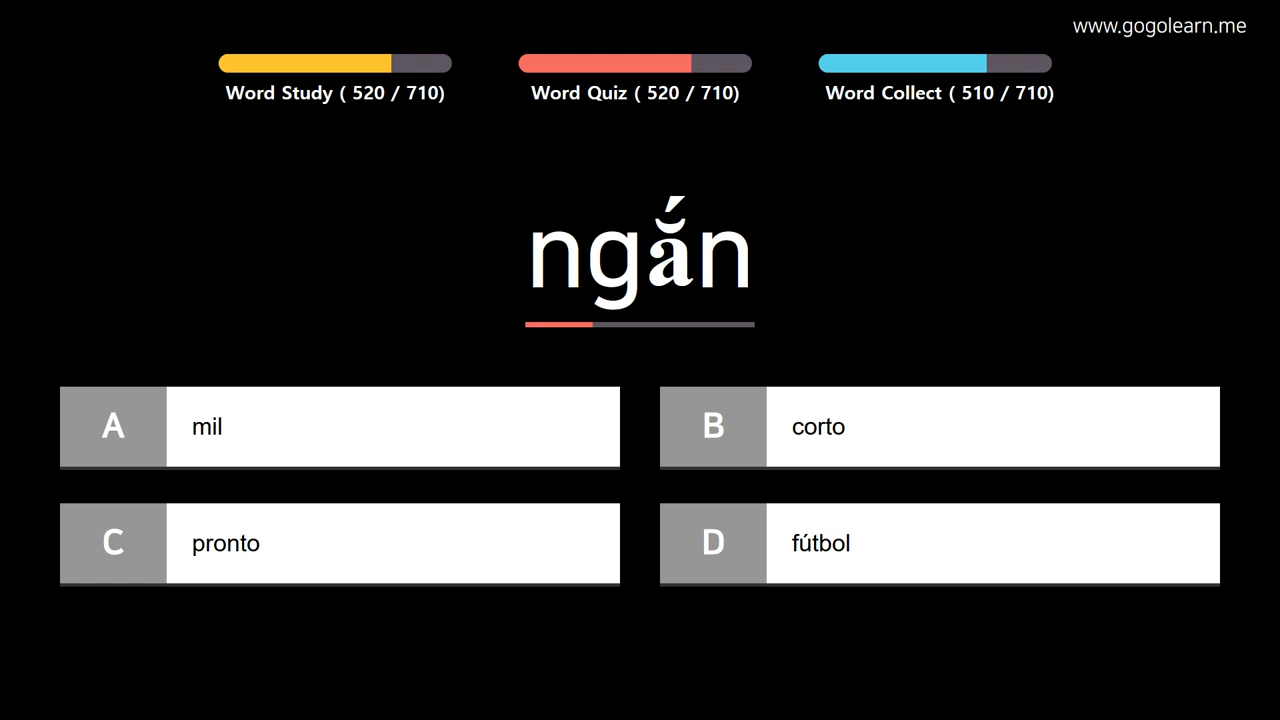 www.gogolearn.me
Word Study ( 520 / 710)
Word Quiz ( 520 / 710)
Word Collect ( 510 / 710)
ngắn
A mil
B corto
C pronto
D fútbol